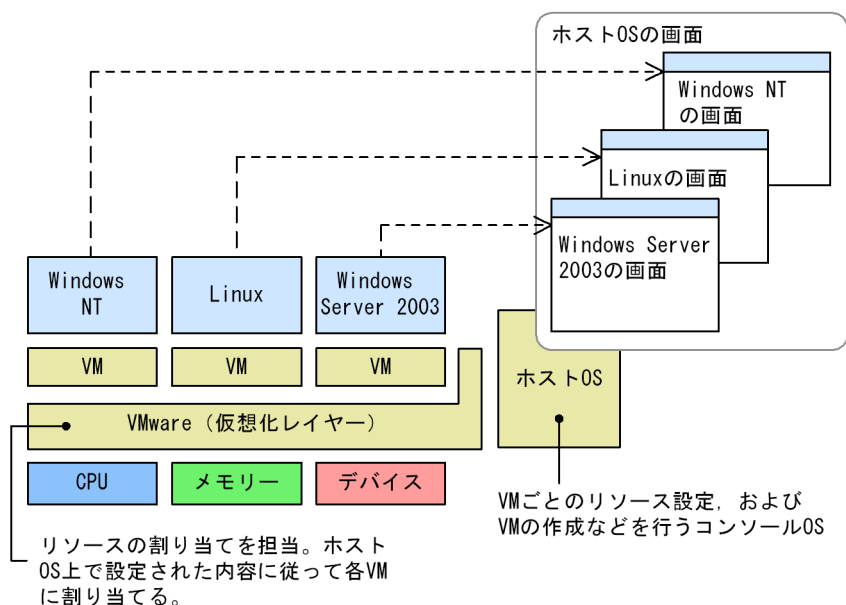 ホストOSの画面
Windows NT
の画面
Linuxの画面
Windows Server
2003の画面
Windows
NT
Linux
Windows
Server 2003
VM
VM
VM
ホストOS
VMware（仮想化レイヤー）
CPU
メモリー
デバイス
VMごとのリソース設定，および
VMの作成などを行うコンソールOS
リソースの割り当てを担当。ホスト
OS上で設定された内容に従って各VM
に割り当てる。